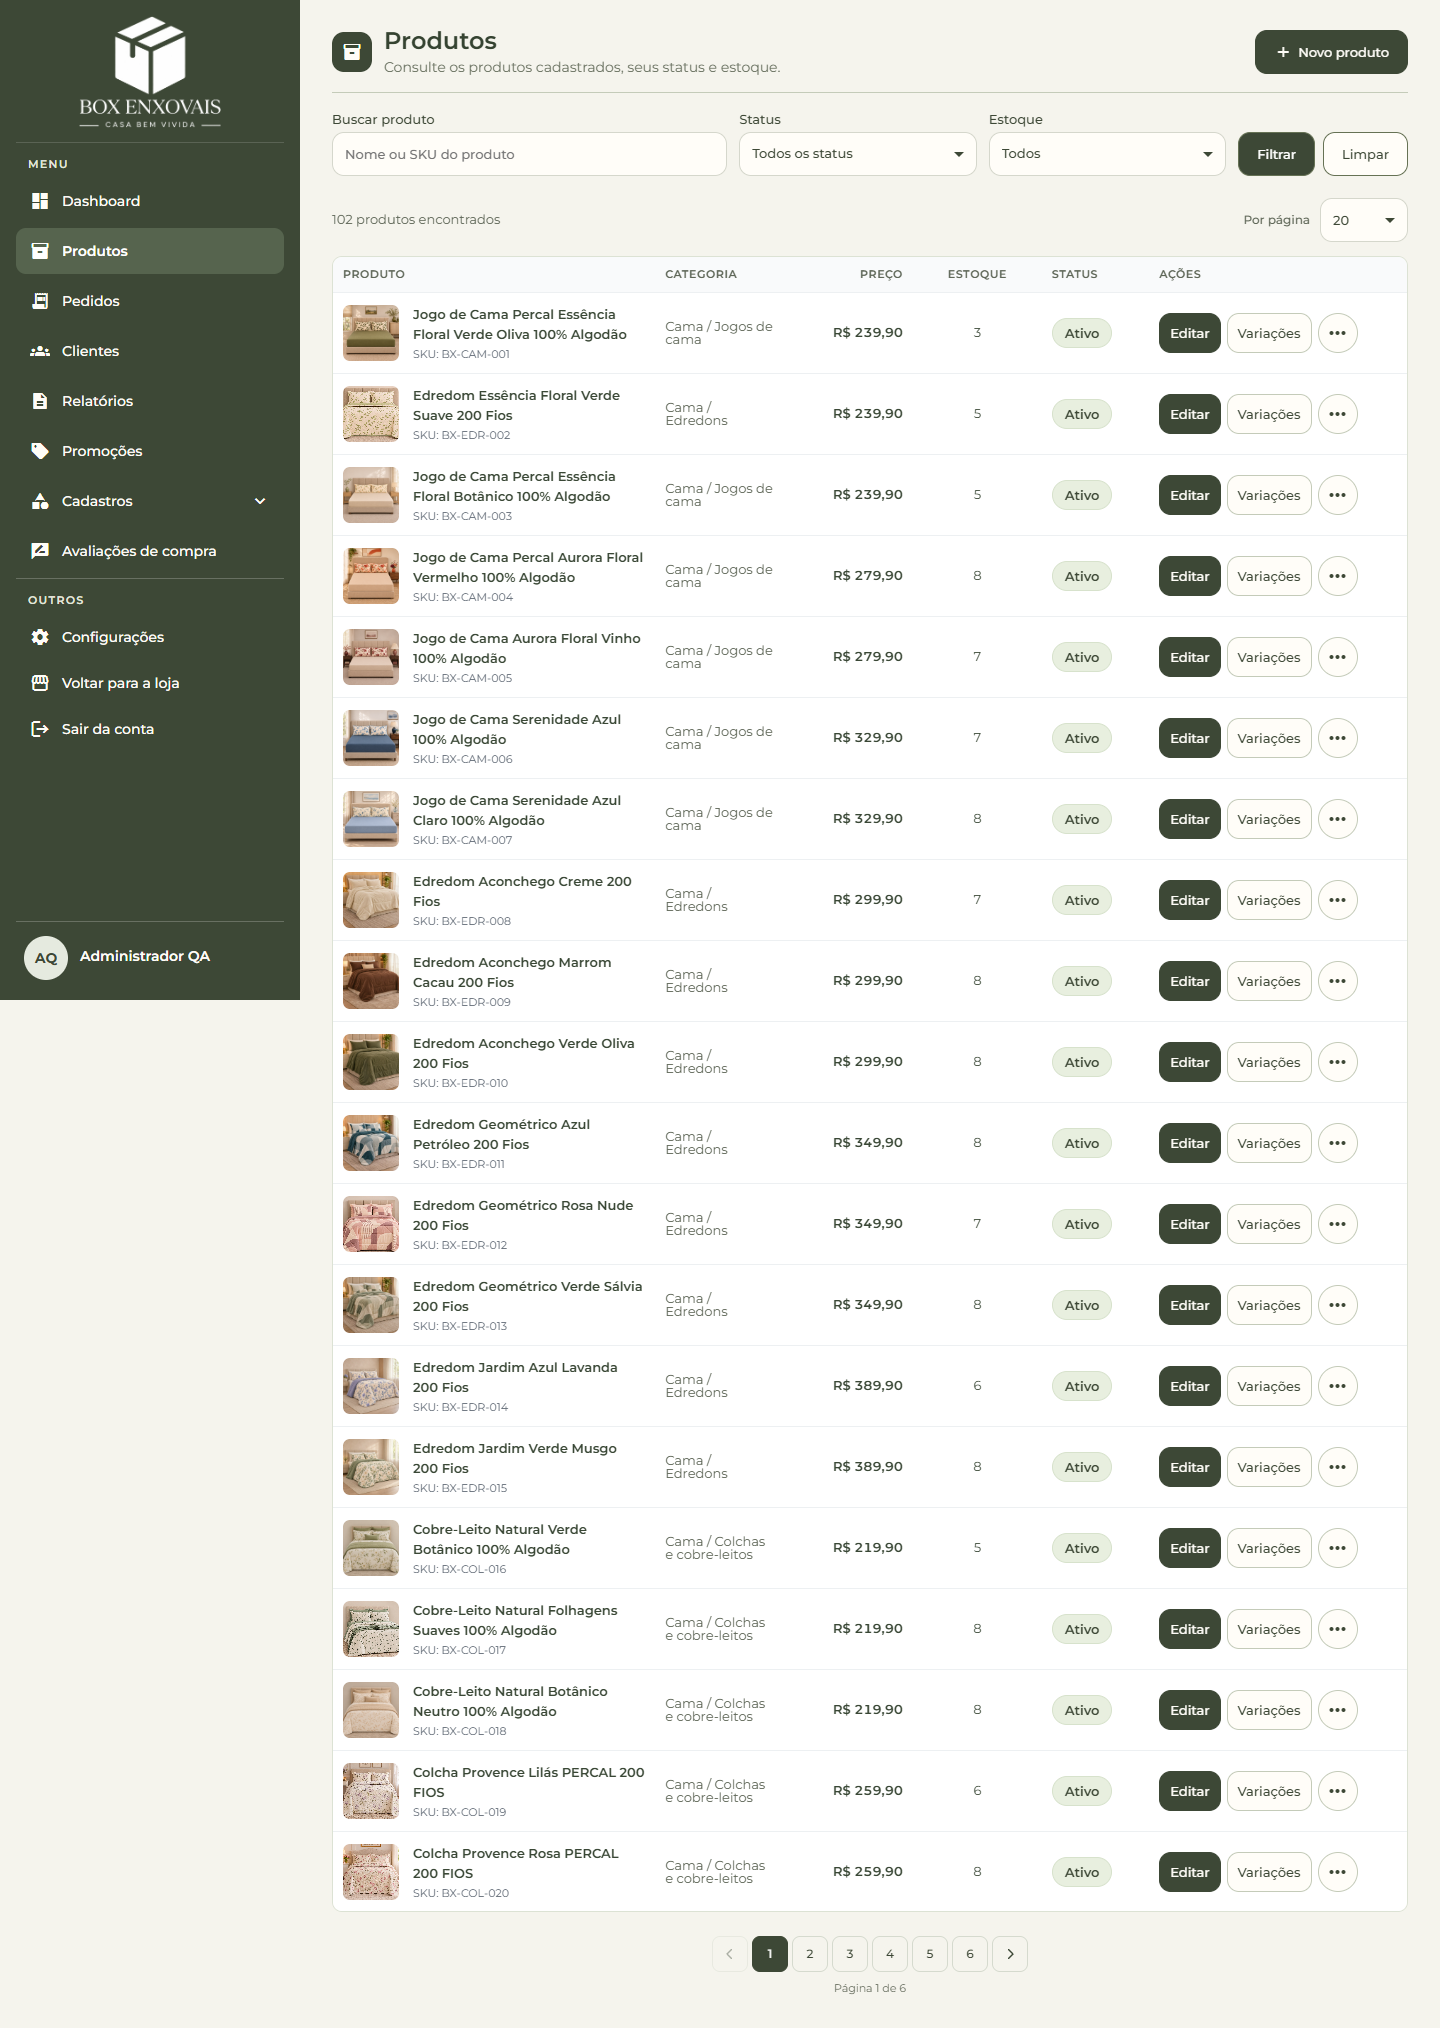 BOX ENXOVAIS
CASA BEM VIVIDA
MENU
Dashboard
Produtos
Pedidos
Clientes
Relatórios
Promoções
Cadastros
Avaliações de compra
OUTROS
Configurações
Voltar para a loja
Sair da conta
AQ
Administrador QA
Produtos
Consulte os produtos cadastrados, seus status e estoque.
+ Novo produto
Buscar produto
Nome ou SKU do produto
Status
Todos os status
Estoque
Todos
Filtrar
Limpar
102 produtos encontrados
Por página
20
PRODUTO CATEGORIA PREÇO ESTOQUE STATUS AÇÕES
Jogo de Cama Percal Essência
Floral Verde Oliva 100% Algodão
SKU: BX-CAM-001
Cama / Jogos de
cama
R$ 239,90 3 Ativo Editar Variações
Edredom Essência Floral Verde
Suave 200 Fios
SKU: BX-EDR-002
Cama /
Edredons
R$ 239,90 5 Ativo Editar Variações
Jogo de Cama Percal Essência
Floral Botânico 100% Algodão
SKU: BX-CAM-003
Cama / Jogos de
cama
R$ 239,90 5 Ativo Editar Variações
Jogo de Cama Percal Aurora Floral
Vermelho 100% Algodão
SKU: BX-CAM-004
Cama / Jogos de
cama
R$ 279,90 8 Ativo Editar Variações
Jogo de Cama Aurora Floral Vinho
100% Algodão
SKU: BX-CAM-005
Cama / Jogos de
cama
R$ 279,90 7 Ativo Editar Variações
Jogo de Cama Serenidade Azul
100% Algodão
SKU: BX-CAM-006
Cama / Jogos de
cama
R$ 329,90 7 Ativo Editar Variações
Jogo de Cama Serenidade Azul
Claro 100% Algodão
SKU: BX-CAM-007
Cama / Jogos de
cama
R$ 329,90 8 Ativo Editar Variações
Edredom Aconchego Creme 200
Fios
SKU: BX-EDR-008
Cama /
Edredons
R$ 299,90 7 Ativo Editar Variações
Edredom Aconchego Marrom
Cacau 200 Fios
SKU: BX-EDR-009
Cama /
Edredons
R$ 299,90 8 Ativo Editar Variações
Edredom Aconchego Verde Oliva
200 Fios
SKU: BX-EDR-010
Cama /
Edredons
R$ 299,90 8 Ativo Editar Variações
Edredom Geométrico Azul
Petróleo 200 Fios
SKU: BX-EDR-011
Cama /
Edredons
R$ 349,90 8 Ativo Editar Variações
Edredom Geométrico Rosa Nude
200 Fios
SKU: BX-EDR-012
Cama /
Edredons
R$ 349,90 7 Ativo Editar Variações
Edredom Geométrico Verde Sálvia
200 Fios
SKU: BX-EDR-013
Cama /
Edredons
R$ 349,90 8 Ativo Editar Variações
Edredom Jardim Azul Lavanda
200 Fios
SKU: BX-EDR-014
Cama /
Edredons
R$ 389,90 6 Ativo Editar Variações
Edredom Jardim Verde Musgo
200 Fios
SKU: BX-EDR-015
Cama /
Edredons
R$ 389,90 8 Ativo Editar Variações
Cobre-Leito Natural Verde
Botânico 100% Algodão
SKU: BX-COL-016
Cama / Colchas
e cobre-leitos
R$ 219,90 5 Ativo Editar Variações
Cobre-Leito Natural Folhagens
Suaves 100% Algodão
SKU: BX-COL-017
Cama / Colchas
e cobre-leitos
R$ 219,90 8 Ativo Editar Variações
Cobre-Leito Natural Botânico
Neutro 100% Algodão
SKU: BX-COL-018
Cama / Colchas
e cobre-leitos
R$ 219,90 8 Ativo Editar Variações
Colcha Provence Lilás PERCAL 200
FIOS
SKU: BX-COL-019
Cama / Colchas
e cobre-leitos
R$ 259,90 6 Ativo Editar Variações
Colcha Provence Rosa PERCAL
200 FIOS
SKU: BX-COL-020
Cama / Colchas
e cobre-leitos
R$ 259,90 8 Ativo Editar Variações
1 2 3 4 5 6
Página 1 de 6